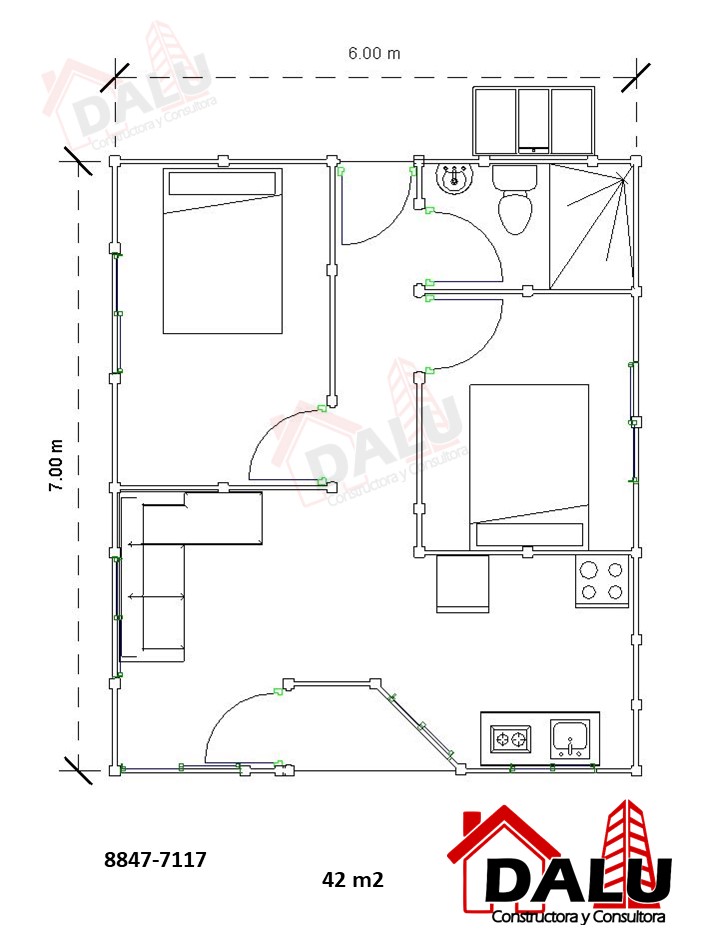 DALU
Constructora y Consultora
6.00 m
7.00 m
DALU
Constructora y Consultora
8847-7117
42 m2
DALU
Constructora y Consultora